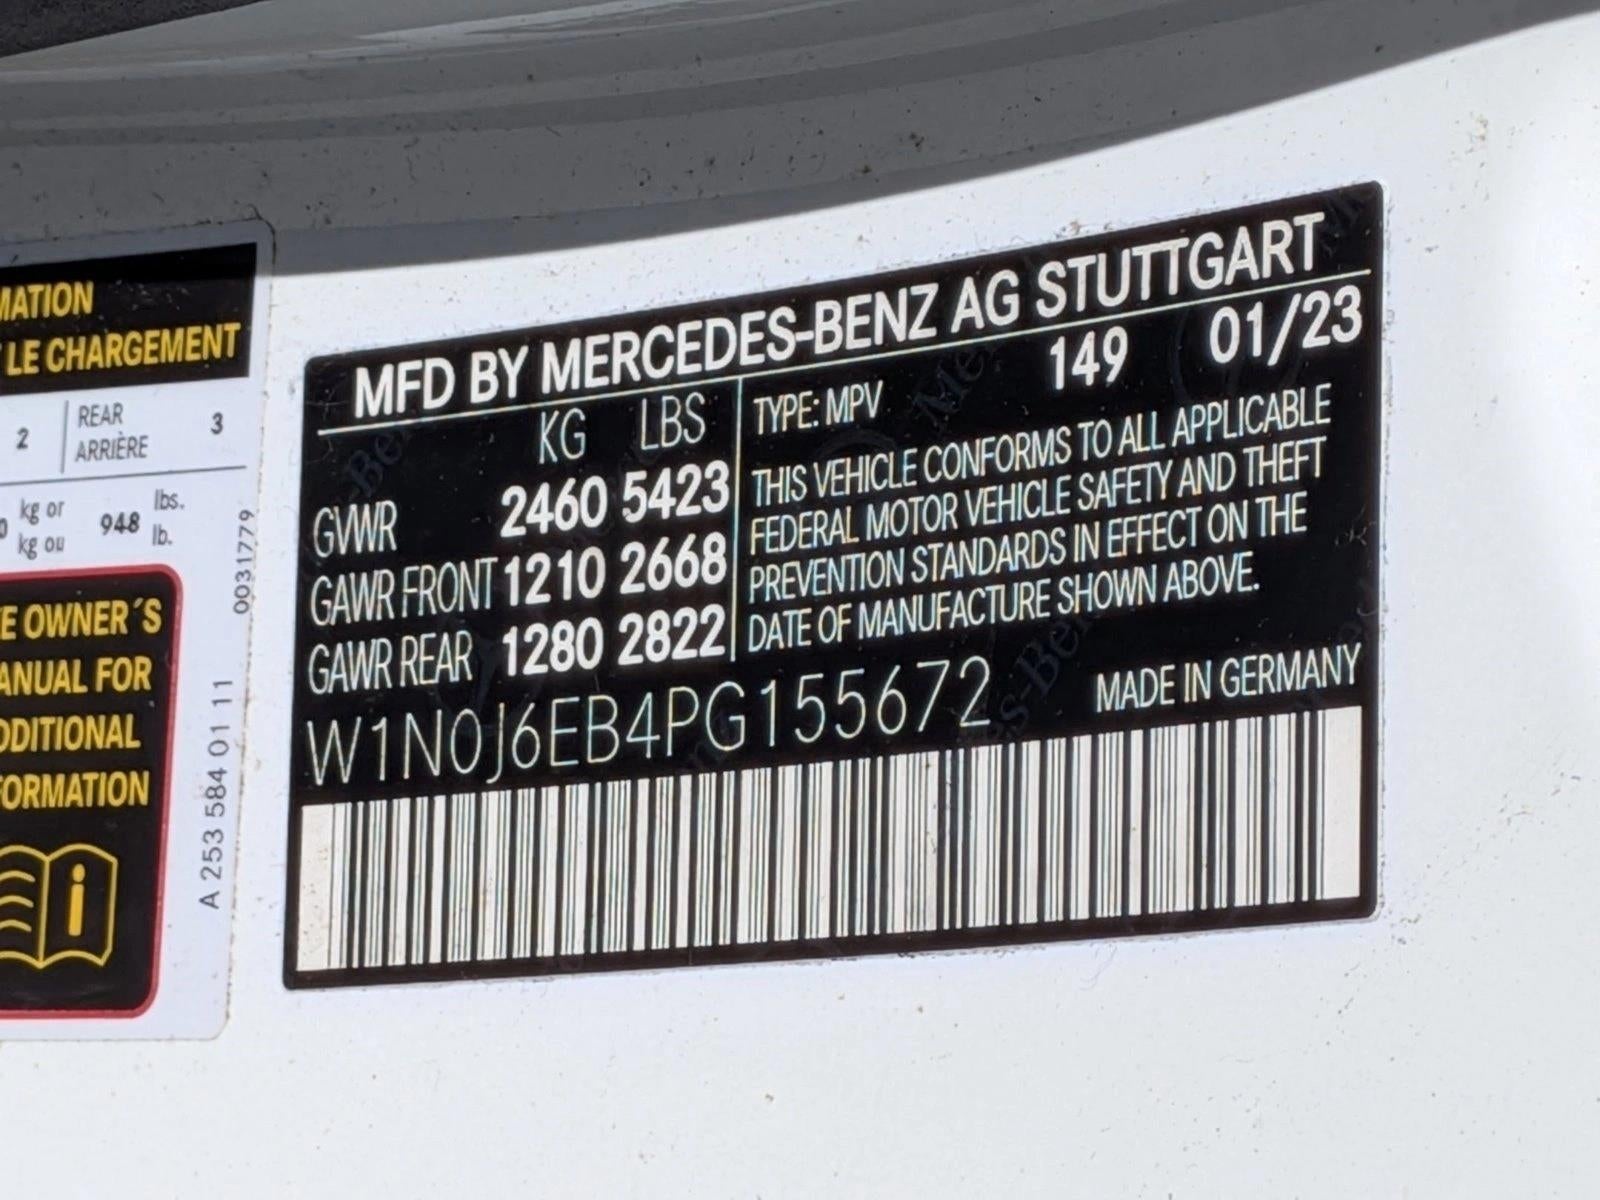 MATION
LE CHARGEMENT
2
REAR
ARRIÈRE
3
kg or
kg ou
948
lbs.
lb.
OWNER´S
FOR
A 253 584 01 11
0031779
MFD BY MERCEDES-BENZ AG STUTTGART
KG LBS
GVWR 2460 5423
GAWR FRONT 1210 2668
GAWR REAR 1280 2822
149 01/23
TYPE: MPV
THIS VEHICLE CONFORMS TO ALL APPLICABLE
FEDERAL MOTOR VEHICLE SAFETY AND THEFT
PREVENTION STANDARDS IN EFFECT ON THE
DATE OF MANUFACTURE SHOWN ABOVE.
W1N0J6EB4PG155672
MADE IN GERMANY